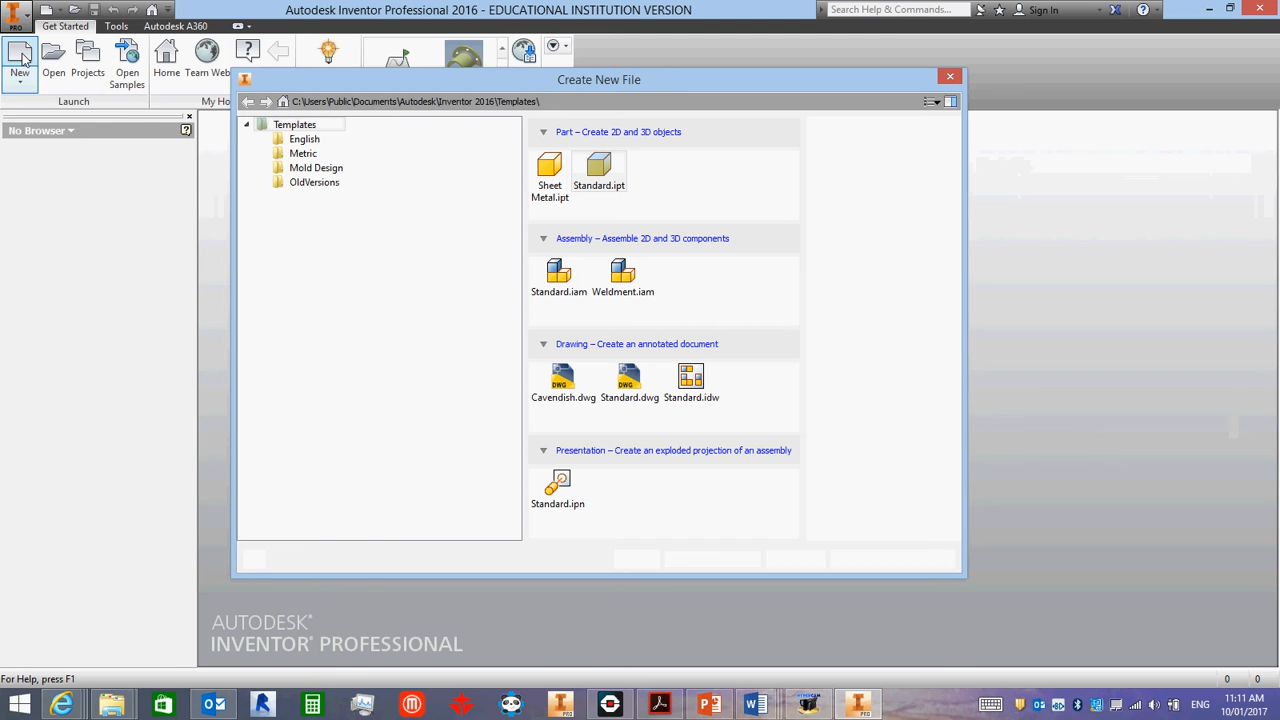 Autodesk Inventor Professional 2016 - EDUCATIONAL INSTITUTION VERSION
Search Help & Commands...
Sign In
PRO
Get Started
Tools
Autodesk A360
New
Open
Projects
Open
Samples
Home
Team Web
Launch
My Ho
No Browser
Create New File
C:\Users\Public\Documents\Autodesk\Inventor 2016\Templates\
Templates
English
Metric
Mold Design
OldVersions
Part – Create 2D and 3D objects
Sheet
Metal.ipt
Standard.ipt
Assembly – Assemble 2D and 3D components
Standard.iam
Weldment.iam
Drawing – Create an annotated document
DWG
DWG
Cavendish.dwg
Standard.dwg
Standard.idw
Presentation – Create an exploded projection of an assembly
Standard.ipn
AUTODESK®
INVENTOR® PROFESSIONAL
For Help, press F1
0
0
ENG
11:11 AM
10/01/2017